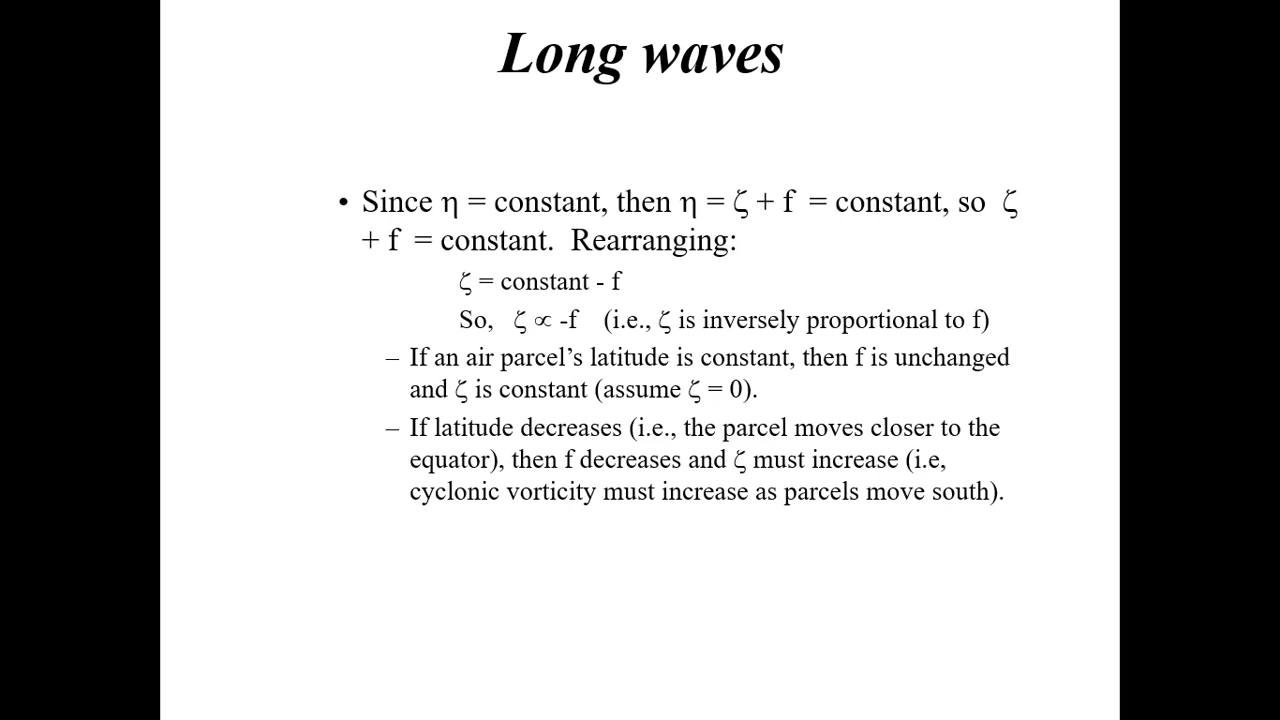 Long waves
• Since η = constant, then η = ζ + f  = constant, so  ζ
+ f  = constant.  Rearranging:
ζ = constant - f
So,   ζ ∝ -f    (i.e., ζ is inversely proportional to f)
– If an air parcel’s latitude is constant, then f is unchanged
and ζ is constant (assume ζ = 0).
– If latitude decreases (i.e., the parcel moves closer to the
equator), then f decreases and ζ must increase (i.e,
cyclonic vorticity must increase as parcels move south).